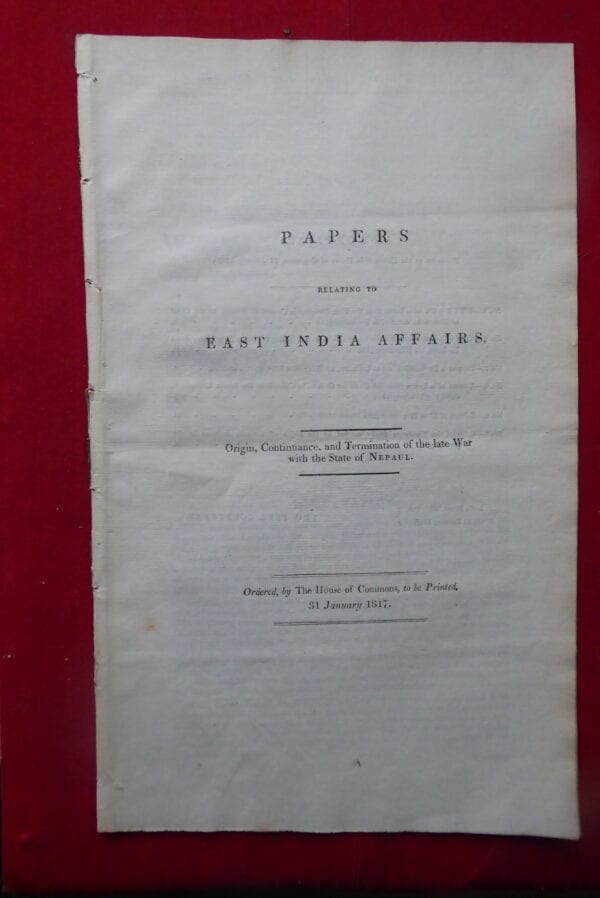 PAPERS
RELATING TO
EAST INDIA AFFAIRS.
Origin, Continuance, and Termination of the late War
with the State of NEPAUL.
Ordered, by The House of Commons, to be Printed,
31 January 1817.
A